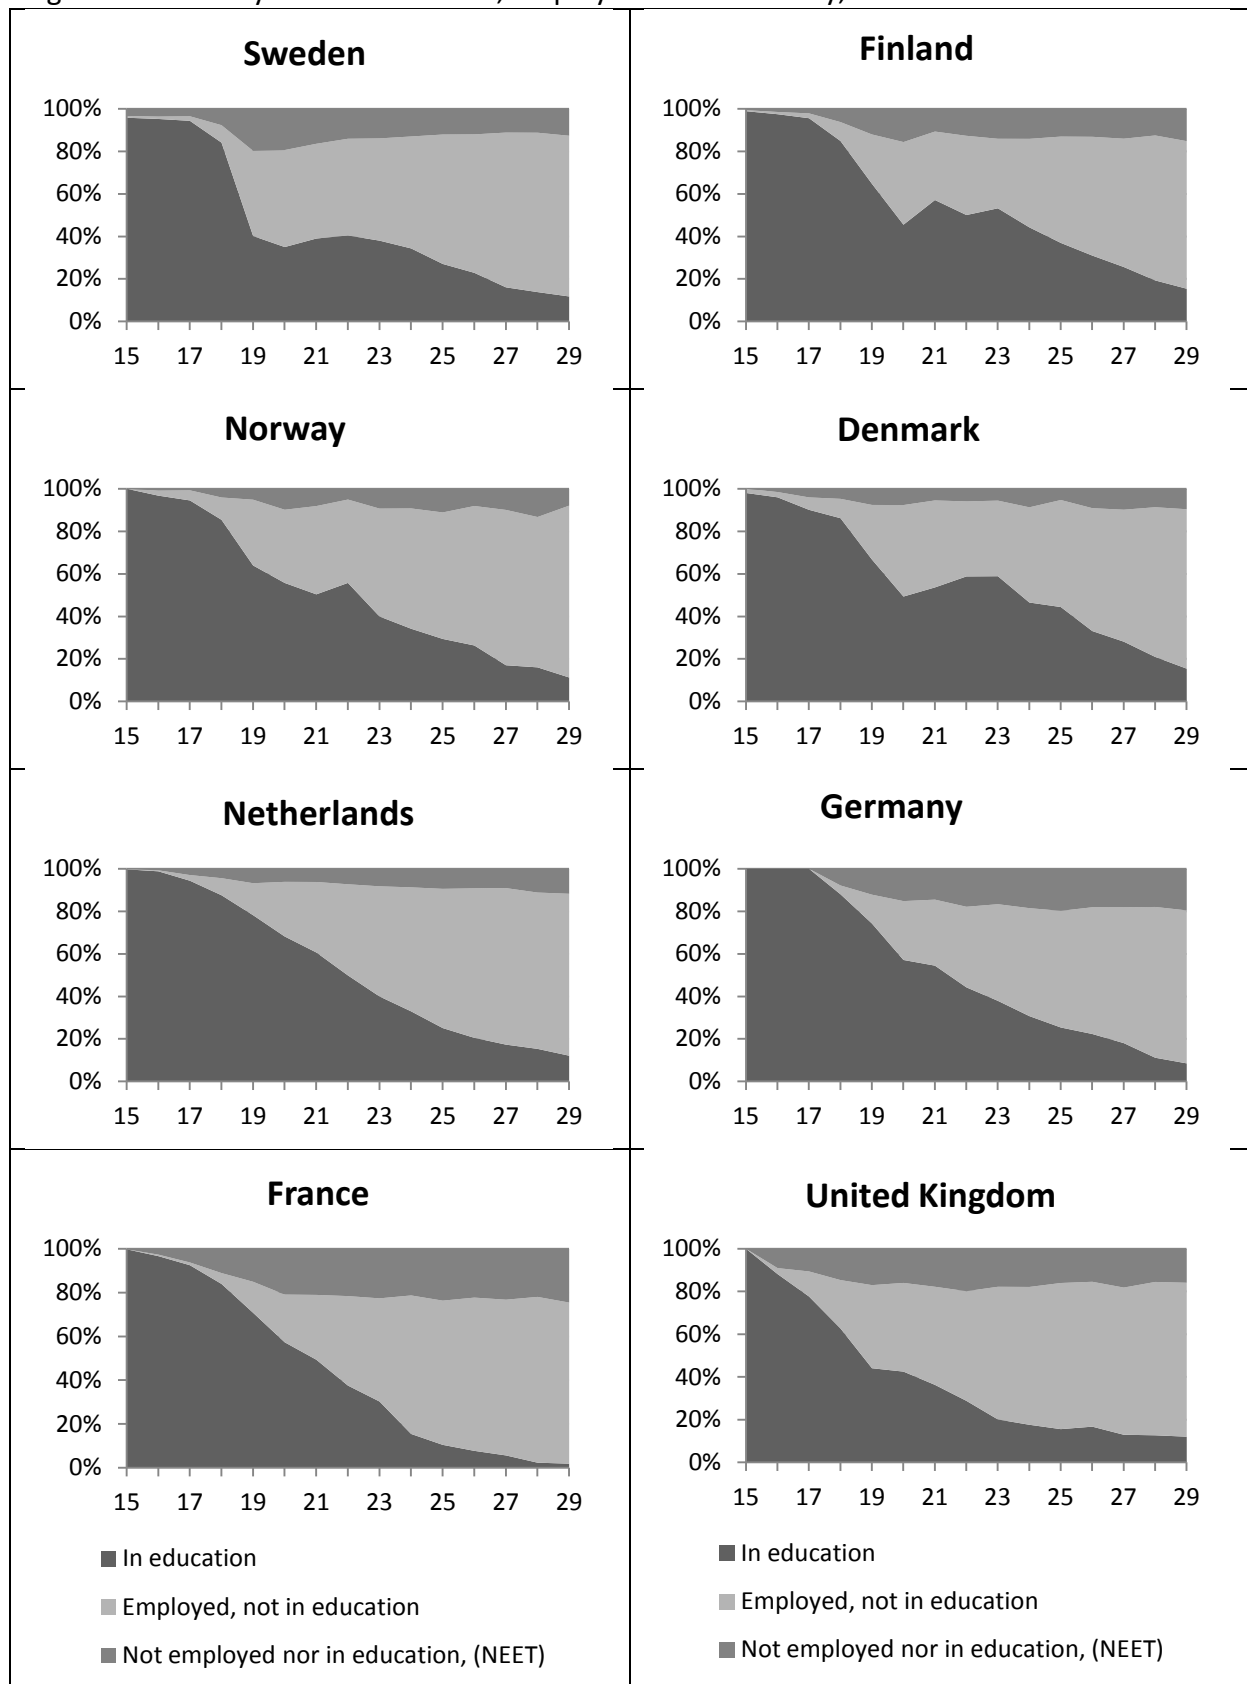 Sweden
100%
80%
60%
40%
20%
0%
15 17 19 21 23 25 27 29
Finland
100%
80%
60%
40%
20%
0%
15 17 19 21 23 25 27 29
Norway
100%
80%
60%
40%
20%
0%
15 17 19 21 23 25 27 29
Denmark
100%
80%
60%
40%
20%
0%
15 17 19 21 23 25 27 29
Netherlands
100%
80%
60%
40%
20%
0%
15 17 19 21 23 25 27 29
Germany
100%
80%
60%
40%
20%
0%
15 17 19 21 23 25 27 29
France
100%
80%
60%
40%
20%
0%
15 17 19 21 23 25 27 29
In education
Employed, not in education
Not employed nor in education, (NEET)
United Kingdom
100%
80%
60%
40%
20%
0%
15 17 19 21 23 25 27 29
In education
Employed, not in education
Not employed nor in education, (NEET)